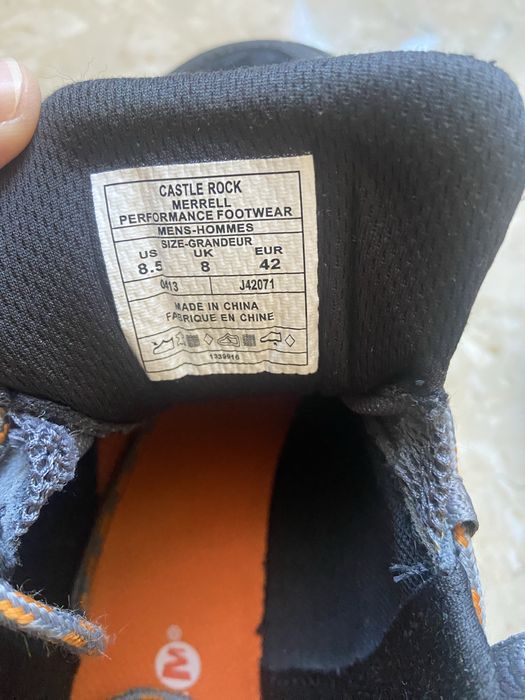 CASTLE ROCK
MERRELL
PERFORMANCE FOOTWEAR
MENS-HOMMES
SIZE-GRANDEUR
US UK EUR
8.5 8 42
0413 J42071
MADE IN CHINA
FABRIQUE EN CHINE
1339916
M